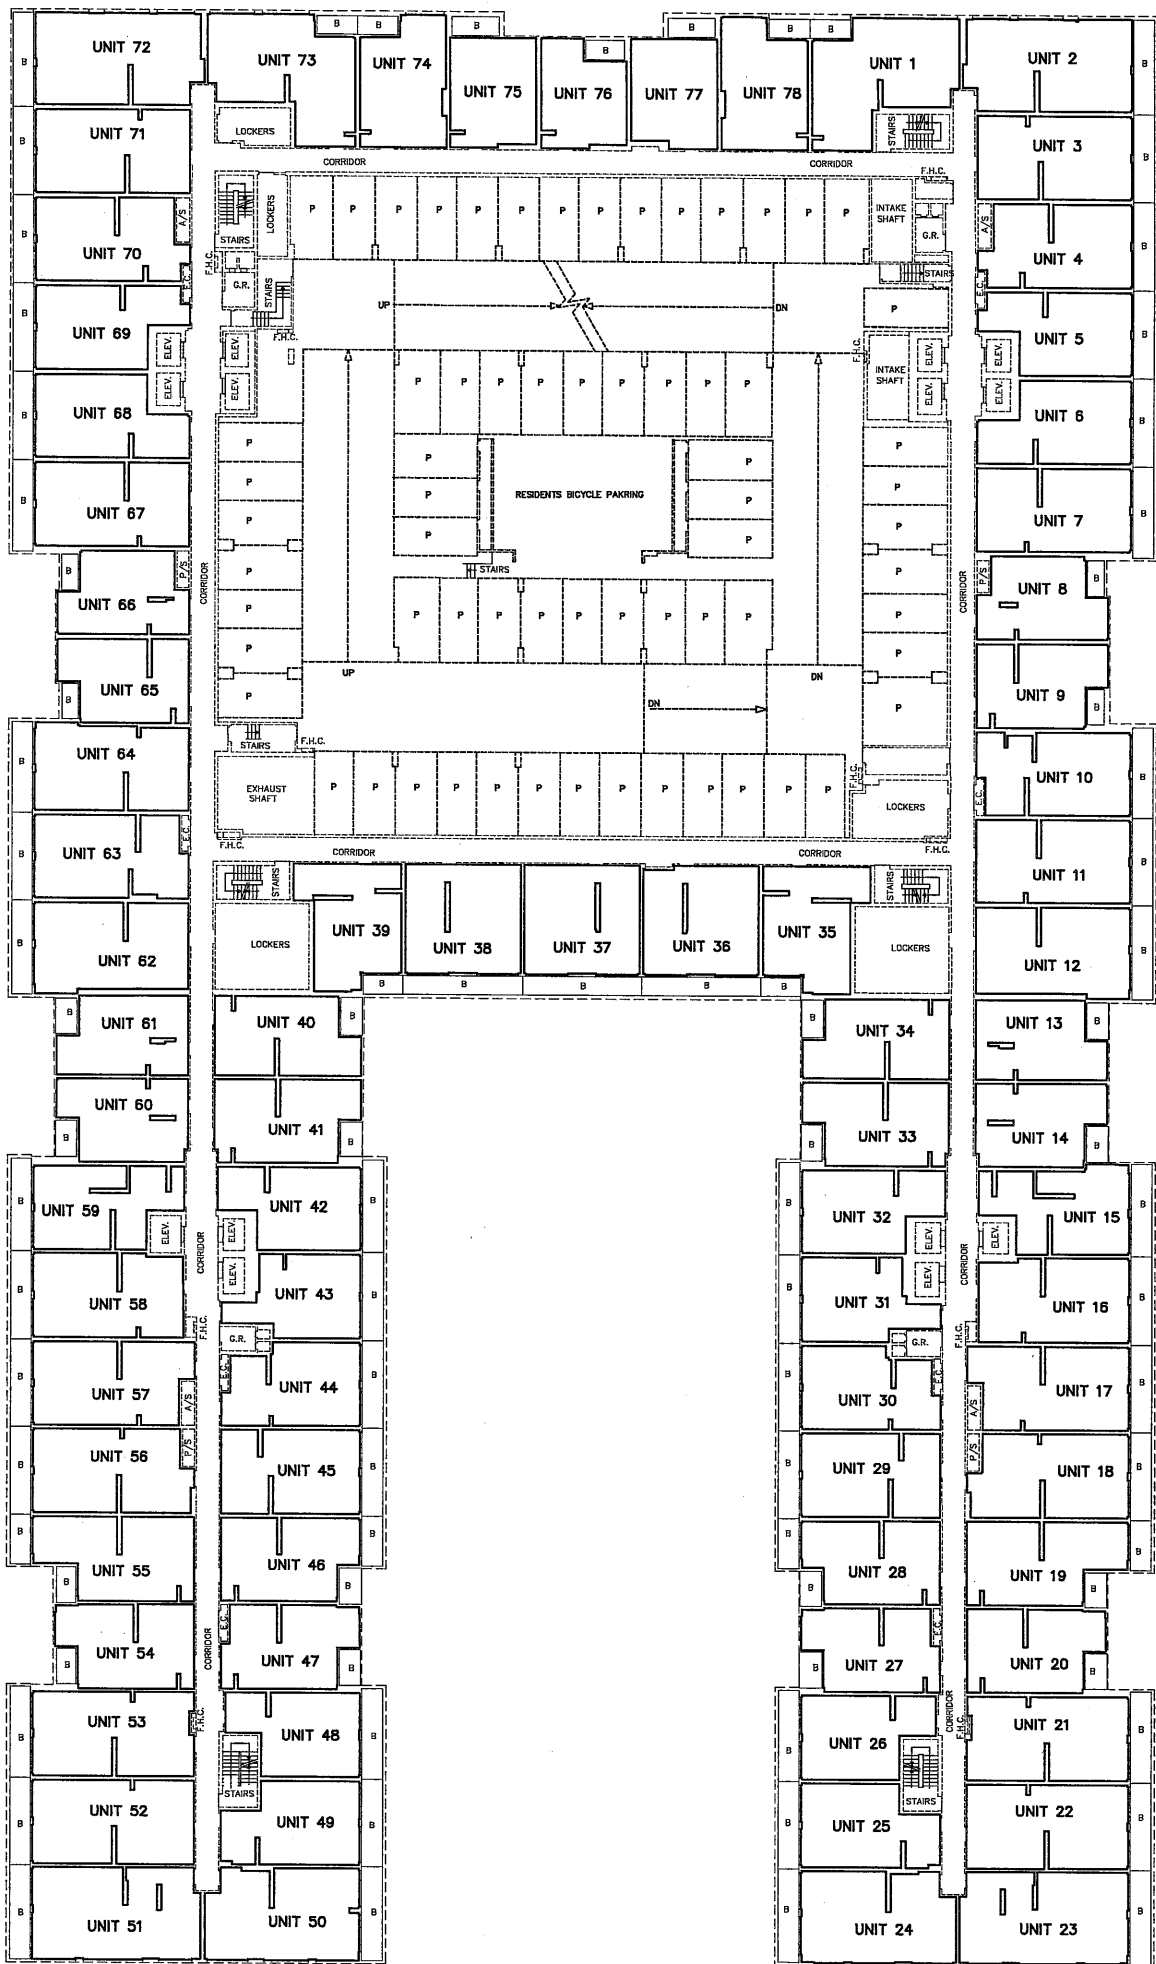 UNIT 72
UNIT 73
UNIT 74
UNIT 75
UNIT 76
UNIT 77
UNIT 78
UNIT 1
UNIT 2
B
B
B
B
B
B
B
B
B
UNIT 71
LOCKERS
STAIRS
UNIT 3
B
B
CORRIDOR
CORRIDOR
F.H.C.
UNIT 70
A/S
STAIRS
LOCKERS
P
P
P
P
P
P
P
P
P
P
P
P
P
P
INTAKE
SHAFT
G.R.
A/S
UNIT 4
B
B
F.H.C.
E.C.
G.R.
STAIRS
UP
DN
STAIRS
E.C.
P
UNIT 69
ELEV.
ELEV.
F.H.C.
F.H.C.
INTAKE
SHAFT
ELEV.
ELEV.
UNIT 5
B
B
UNIT 68
ELEV.
ELEV.
P
P
P
P
P
P
P
P
P
ELEV.
ELEV.
UNIT 6
B
B
P
P
UNIT 67
P
P
P
P
P
P
RESIDENTS BICYCLE PAKRING
P
P
P
P
P
P
UNIT 7
B
B
UNIT 66
B
P/S
CORRIDOR
P
P
STAIRS
P
P
CORRIDOR
P/S
UNIT 8
B
P
P
P
P
P
P
P
P
P
UNIT 65
B
P
P
UP
DN
DN
P
P
UNIT 9
B
UNIT 64
B
STAIRS
F.H.C.
UNIT 10
B
EXHAUST
SHAFT
P
P
P
P
P
P
P
P
P
P
P
P
P
F.H.C.
LOCKERS
E.C.
UNIT 63
B
E.C.
F.H.C.
F.H.C.
UNIT 11
B
CORRIDOR
CORRIDOR
STAIRS
STAIRS
UNIT 62
B
LOCKERS
UNIT 39
UNIT 38
UNIT 37
UNIT 36
UNIT 35
LOCKERS
UNIT 12
B
B
B
B
B
B
UNIT 61
B
UNIT 40
B
B
UNIT 34
UNIT 13
B
UNIT 60
B
UNIT 41
B
B
UNIT 33
UNIT 14
B
UNIT 59
B
ELEV.
ELEV.
UNIT 42
B
B
UNIT 32
ELEV.
ELEV.
UNIT 15
B
UNIT 58
B
CORRIDOR
ELEV.
UNIT 43
B
B
UNIT 31
ELEV.
CORRIDOR
UNIT 16
B
F.H.C.
G.R.
G.R.
F.H.C.
UNIT 57
B
A/S
E.C.
UNIT 44
B
B
UNIT 30
E.C.
A/S
UNIT 17
B
UNIT 56
B
P/S
UNIT 45
B
B
UNIT 29
P/S
UNIT 18
B
UNIT 55
B
B
UNIT 46
B
B
B
B
UNIT 28
UNIT 19
B
B
UNIT 54
B
CORRIDOR
E.C.
UNIT 47
B
B
UNIT 27
E.C.
UNIT 20
B
UNIT 53
B
F.H.C.
UNIT 48
B
B
UNIT 26
CORRIDOR
F.H.C.
UNIT 21
B
UNIT 52
B
STAIRS
UNIT 49
B
B
UNIT 25
STAIRS
UNIT 22
B
UNIT 51
B
UNIT 50
B
B
UNIT 24
UNIT 23
B